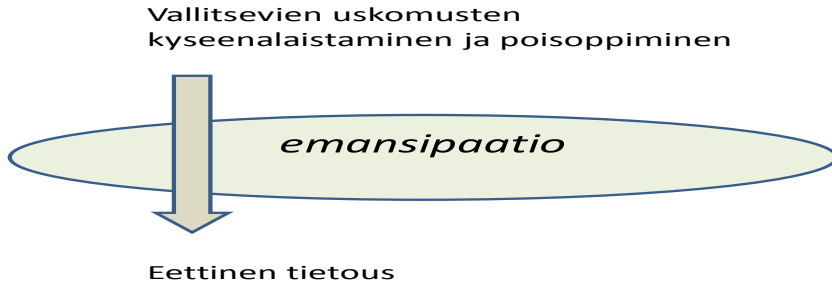 Vallitsevien uskomusten
kyseenalaistaminen ja poisoppiminen
emansipaatio
Eettinen tietous